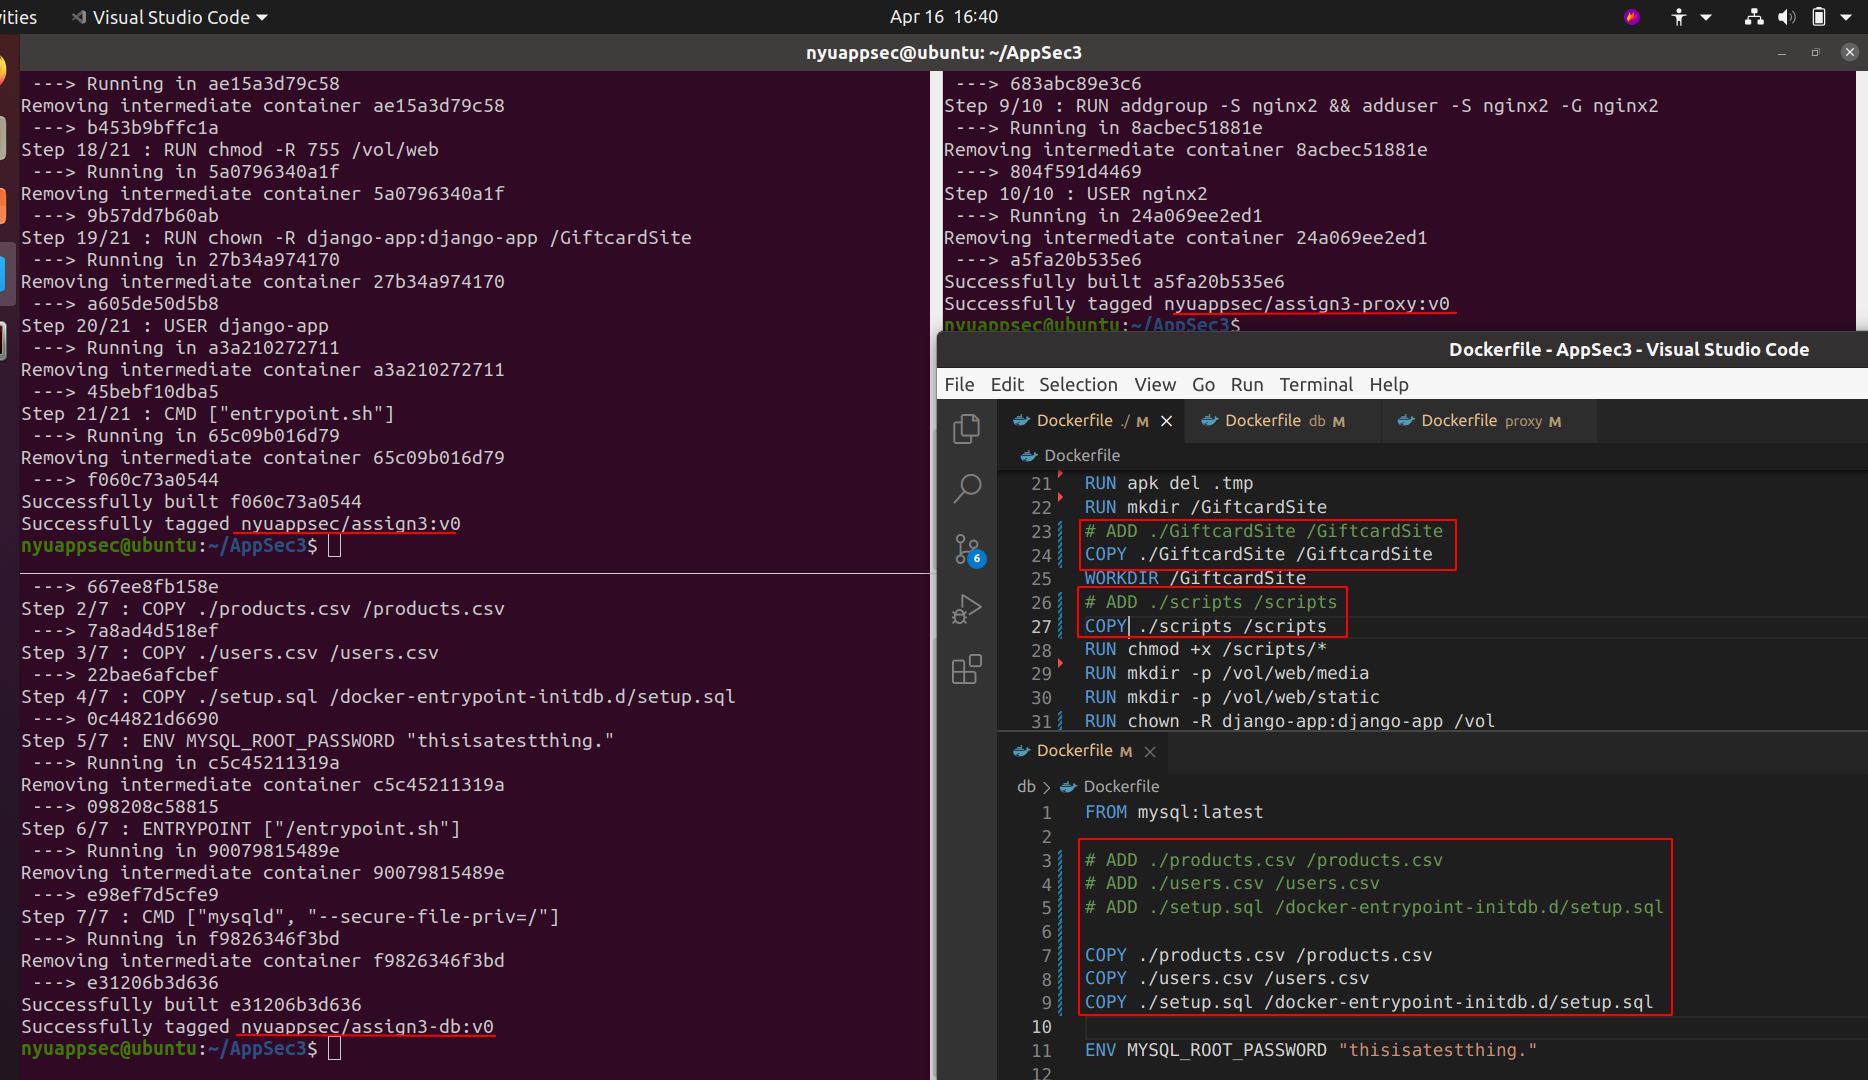 ities
Visual Studio Code
Apr 16 16:40
nyuappsec@ubuntu: ~/AppSec3
---> Running in ae15a3d79c58
Removing intermediate container ae15a3d79c58
---> b453b9bffc1a
Step 18/21 : RUN chmod -R 755 /vol/web
---> Running in 5a0796340a1f
Removing intermediate container 5a0796340a1f
---> 9b57dd7b60ab
Step 19/21 : RUN chown -R django-app:django-app /GiftcardSite
---> Running in 27b34a974170
Removing intermediate container 27b34a974170
---> a605de50d5b8
Step 20/21 : USER django-app
---> Running in a3a210272711
Removing intermediate container a3a210272711
---> 45bebf10dba5
Step 21/21 : CMD ["entrypoint.sh"]
---> Running in 65c09b016d79
Removing intermediate container 65c09b016d79
---> f060c73a0544
Successfully built f060c73a0544
Successfully tagged nyuappsec/assign3:v0
nyuappsec@ubuntu:~/AppSec3$
---> 667ee8fb158e
Step 2/7 : COPY ./products.csv /products.csv
---> 7a8ad4d518ef
Step 3/7 : COPY ./users.csv /users.csv
---> 22bae6afcbef
Step 4/7 : COPY ./setup.sql /docker-entrypoint-initdb.d/setup.sql
---> 0c44821d6690
Step 5/7 : ENV MYSQL_ROOT_PASSWORD "thisisatestthing."
---> Running in c5c45211319a
Removing intermediate container c5c45211319a
---> 098208c58815
Step 6/7 : ENTRYPOINT ["/entrypoint.sh"]
---> Running in 90079815489e
Removing intermediate container 90079815489e
---> e98ef7d5cfe9
Step 7/7 : CMD ["mysqld", "--secure-file-priv=/"]
---> Running in f9826346f3bd
Removing intermediate container f9826346f3bd
---> e31206b3d636
Successfully built e31206b3d636
Successfully tagged nyuappsec/assign3-db:v0
nyuappsec@ubuntu:~/AppSec3$
---> 683abc89e3c6
Step 9/10 : RUN addgroup -S nginx2 && adduser -S nginx2 -G nginx2
---> Running in 8acbec51881e
Removing intermediate container 8acbec51881e
---> 804f591d4469
Step 10/10 : USER nginx2
---> Running in 24a069ee2ed1
Removing intermediate container 24a069ee2ed1
---> a5fa20b535e6
Successfully built a5fa20b535e6
Successfully tagged nyuappsec/assign3-proxy:v0
nyuappsec@ubuntu:~/AppSec3$
Dockerfile - AppSec3 - Visual Studio Code
File Edit Selection View Go Run Terminal Help
Dockerfile ./ M
Dockerfile db M
Dockerfile proxy M
Dockerfile
6
21 RUN apk del .tmp
22 RUN mkdir /GiftcardSite
23 # ADD ./GiftcardSite /GiftcardSite
24 COPY ./GiftcardSite /GiftcardSite
25 WORKDIR /GiftcardSite
26 # ADD ./scripts /scripts
27 COPY ./scripts /scripts
28 RUN chmod +x /scripts/*
29 RUN mkdir -p /vol/web/media
30 RUN mkdir -p /vol/web/static
31 RUN chown -R django-app:django-app /vol
Dockerfile M
db > Dockerfile
1 FROM mysql:latest
2
3 # ADD ./products.csv /products.csv
4 # ADD ./users.csv /users.csv
5 # ADD ./setup.sql /docker-entrypoint-initdb.d/setup.sql
6
7 COPY ./products.csv /products.csv
8 COPY ./users.csv /users.csv
9 COPY ./setup.sql /docker-entrypoint-initdb.d/setup.sql
10
11 ENV MYSQL_ROOT_PASSWORD "thisisatestthing."
12